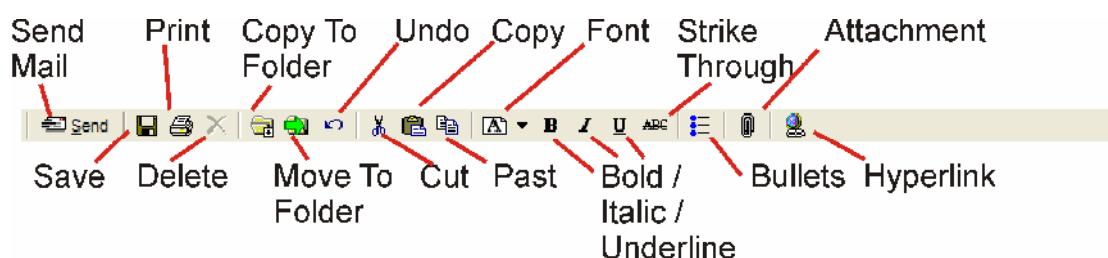 Send Print Copy To Undo Copy Font Strike Attachment
Mail Folder Through
Send A B I U ABC
Save Delete Move To Cut Past Bold / Bullets Hyperlink
Folder Italic /
Underline